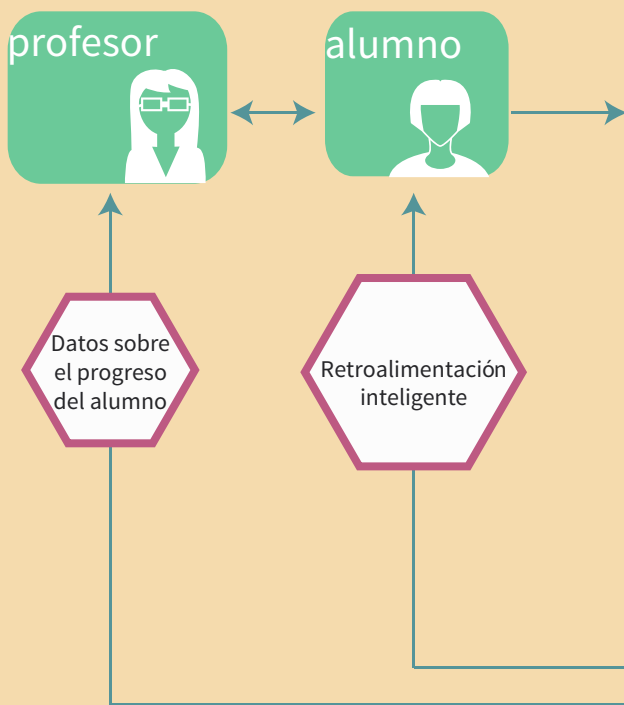 profesor
alumno
Datos sobre
el progreso
del alumno
Retroalimentación
inteligente